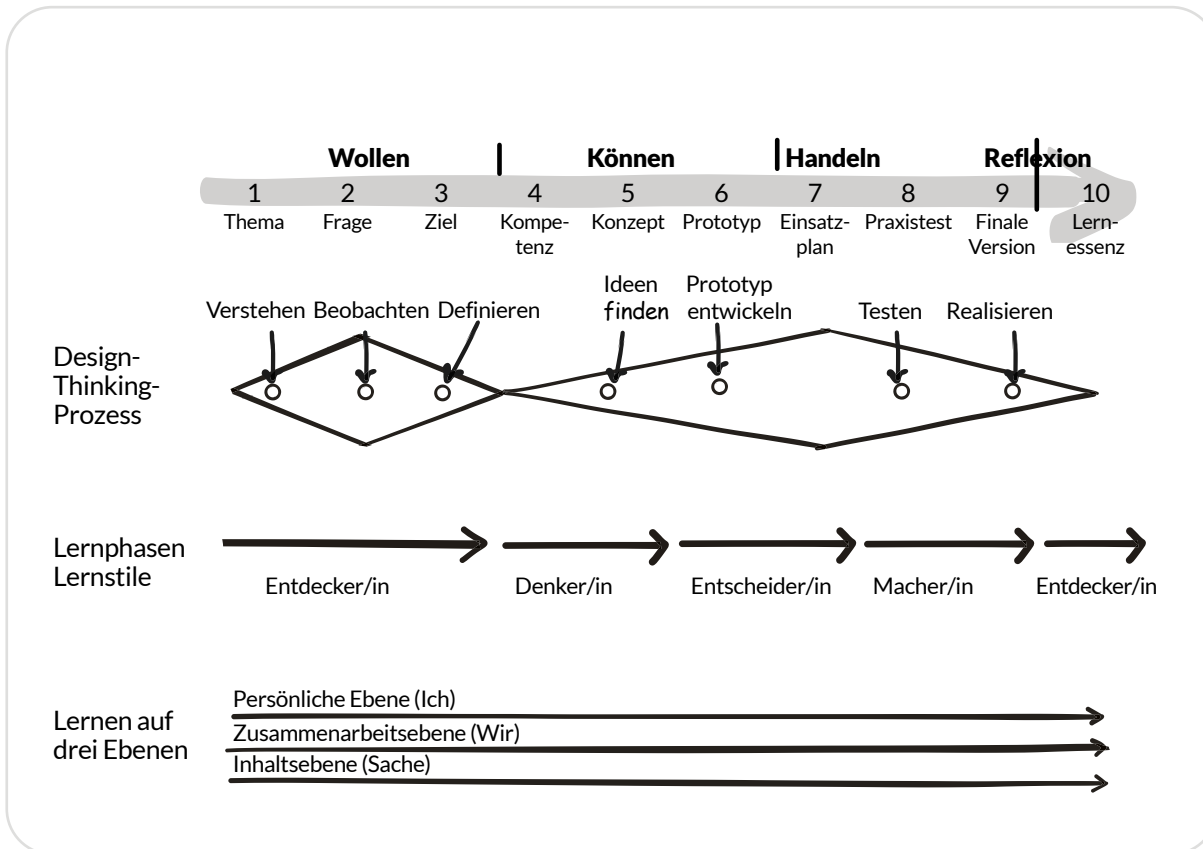 Wollen Können Handeln Reflexion
1 2 3 4 5 6 7 8 9 10
Thema Frage Ziel Kompe- Konzept Prototyp Einsatz- Praxistest Finale Lern-
tenz plan Version essenz
Ideen Prototyp
Verstehen Beobachten Definieren finden entwickeln Testen Realisieren
Design-
Thinking-
Prozess
Lernphasen
Lernstile
Entdecker/in Denker/in Entscheider/in Macher/in Entdecker/in
Lernen auf
drei Ebenen
Persönliche Ebene (Ich)
Zusammenarbeitsebene (Wir)
Inhaltsebene (Sache)